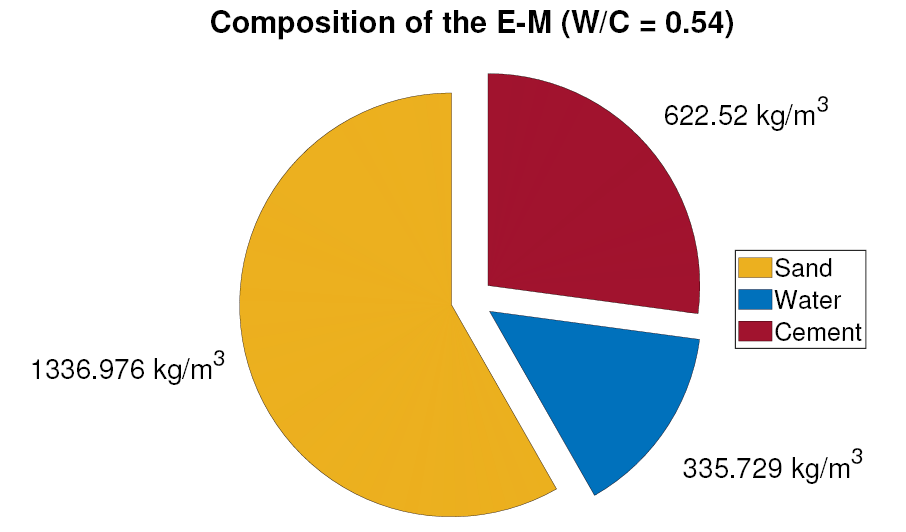 Composition of the E-M (W/C = 0.54)
622.52 kg/m³
Sand
Water
Cement
1336.976 kg/m³
335.729 kg/m³